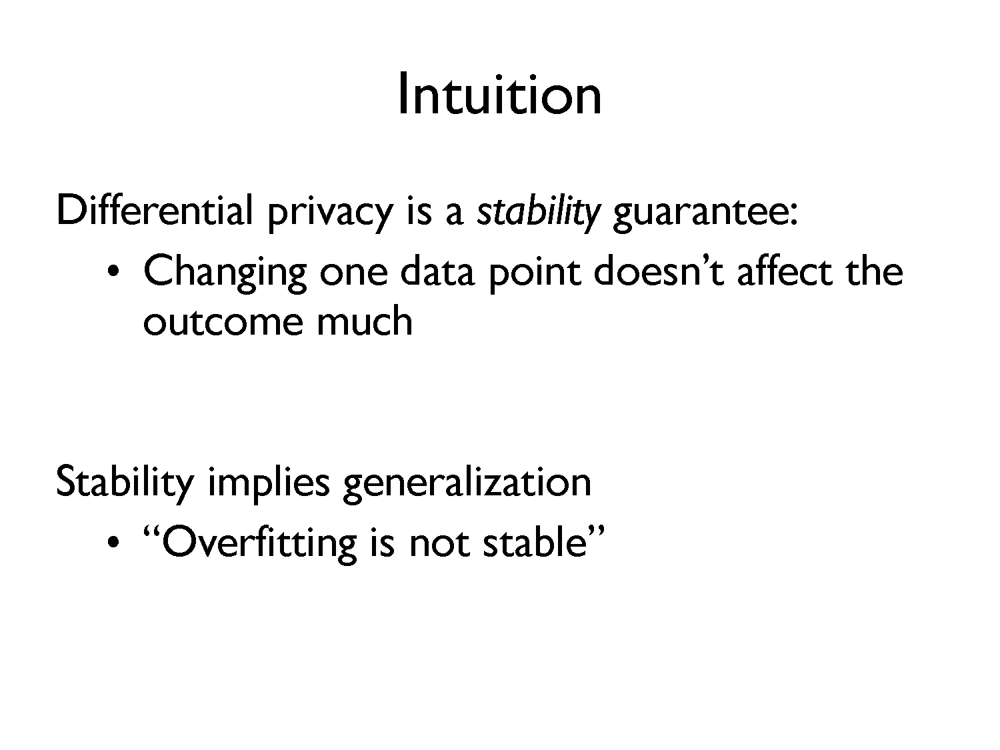 Intuition
Differential privacy is a stability guarantee:
• Changing one data point doesn’t affect the
outcome much
Stability implies generalization
• “Overfitting is not stable”